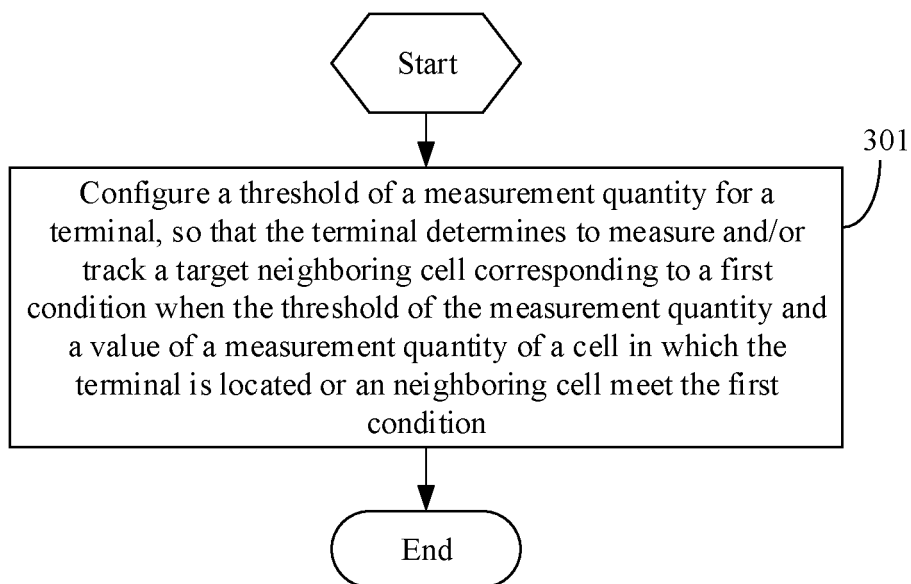 Start
301
Configure a threshold of a measurement quantity for a
terminal, so that the terminal determines to measure and/or
track a target neighboring cell corresponding to a first
condition when the threshold of the measurement quantity and
a value of a measurement quantity of a cell in which the
terminal is located or an neighboring cell meet the first
condition
End